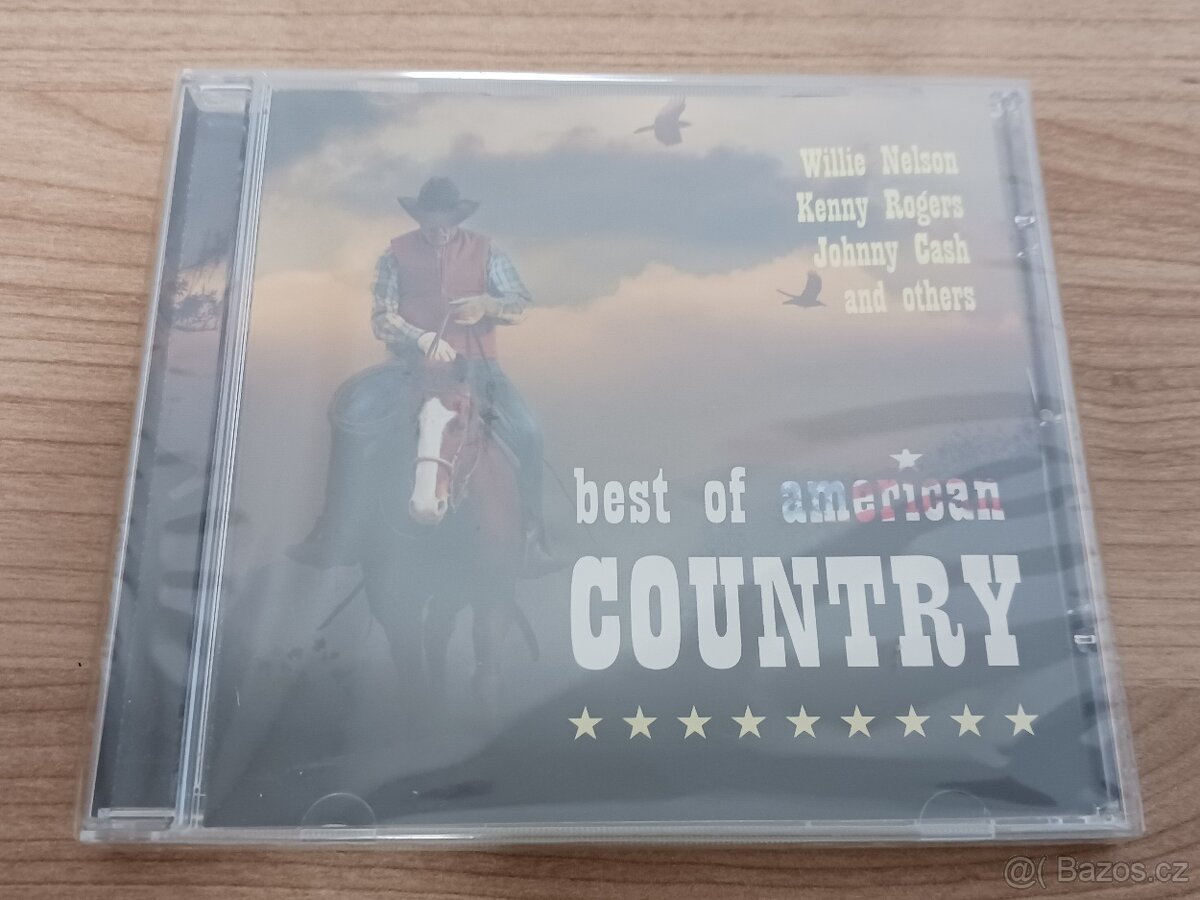 Willie Nelson
Kenny Rogers
Johnny Cash
and others
best of american
COUNTRY
@( Bazos.cz